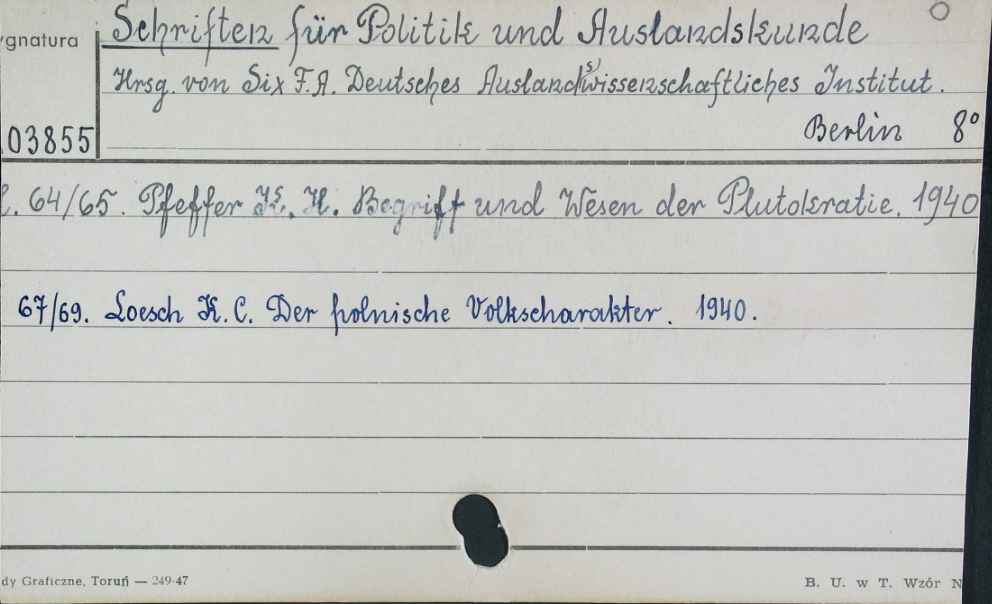 ygnatura
Schriften für Politik und Auslandskunde
Hrsg. von Six F.A. Deutsches Auslandswissenschaftliches Institut.
03855
Berlin 8°
64/65. Pfeffer K. H. Begriff und Wesen der Plutokratie. 1940
67/69. Loesch K. C. Der polnische Volkscharakter. 1940.
dy Graficzne, Toruń — 249-47
B. U. w T. Wzór N